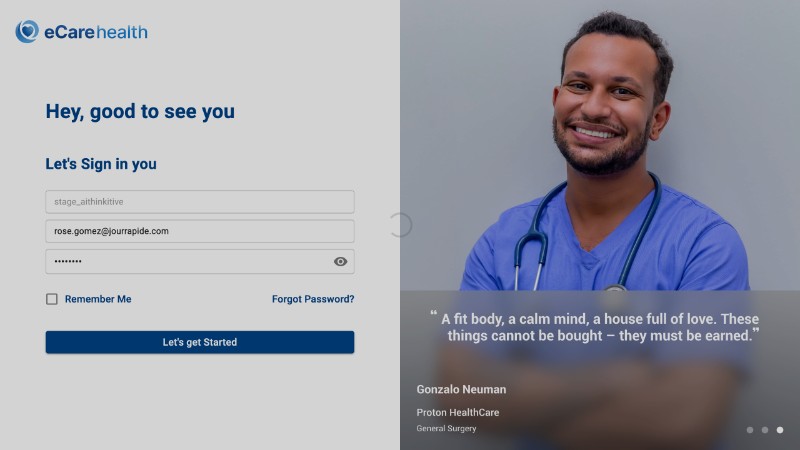 eCarehealth
Hey, good to see you
Let's Sign in you
stage_aithinkitive
rose.gomez@jourrapide.com
••••••••
Remember Me
Forgot Password?
Let's get Started
“ A fit body, a calm mind, a house full of love. These
things cannot be bought – they must be earned.”
Gonzalo Neuman
Proton HealthCare
General Surgery